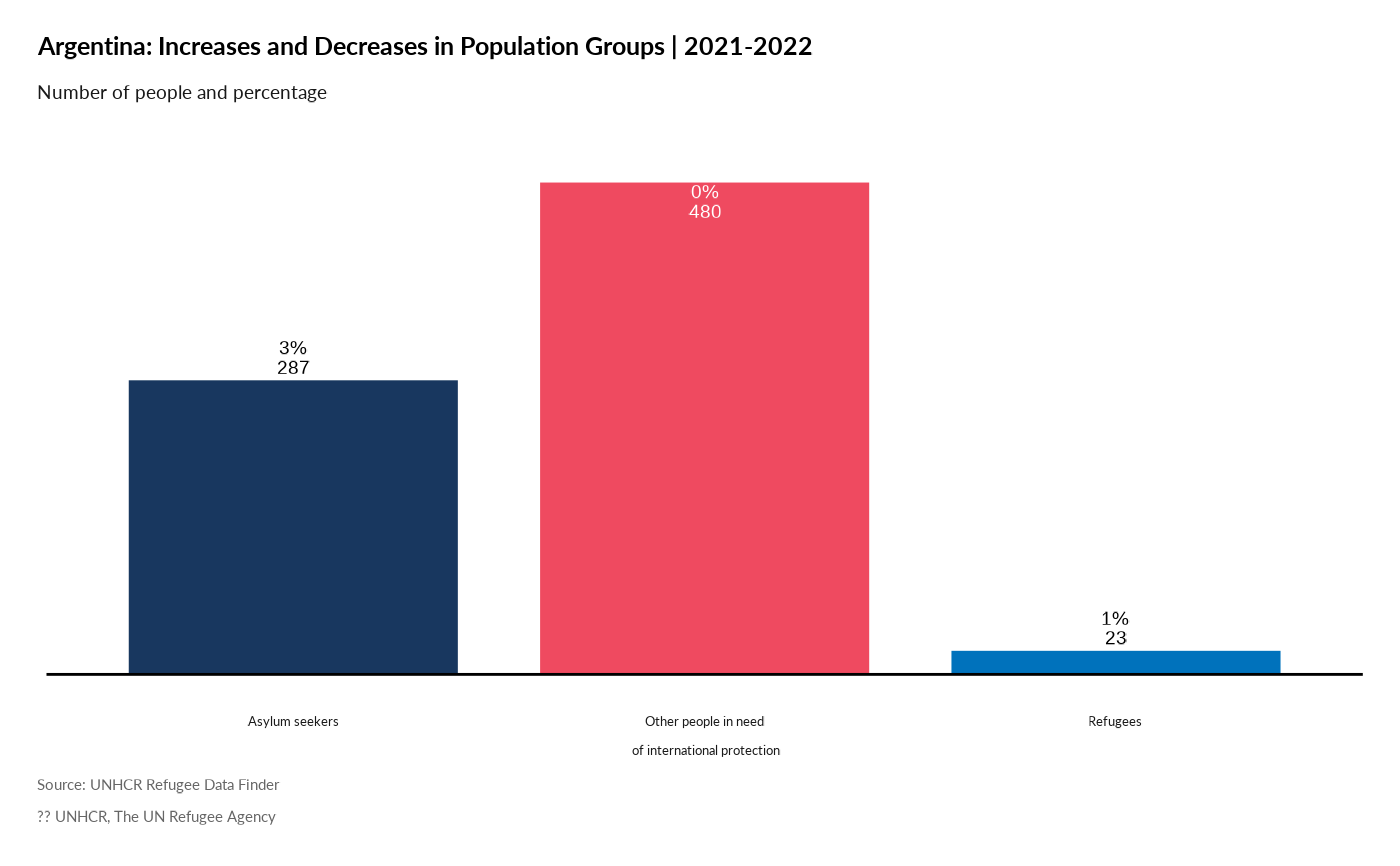 Argentina: Increases and Decreases in Population Groups | 2021-2022
Number of people and percentage
0%
480
3%
287
1%
23
Asylum seekers
Other people in need
of international protection
Refugees
Source: UNHCR Refugee Data Finder
?? UNHCR, The UN Refugee Agency